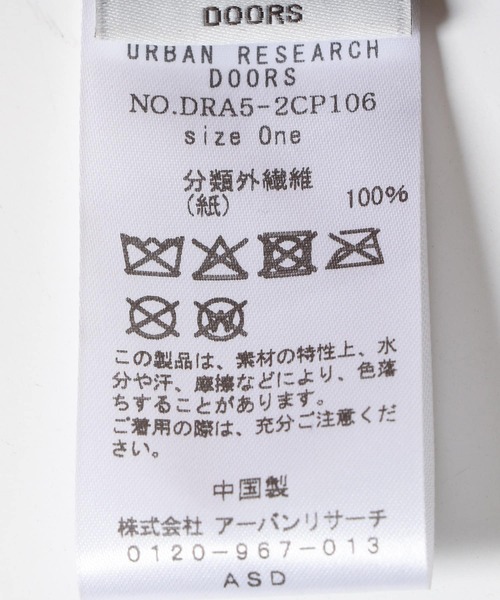 DOORS
URBAN RESEARCH
DOORS
NO.DRA5-2CP106
size One
分類外繊維
(紙) 100%
W
この製品は、素材の特性上、水
分や汗、摩擦などにより、色落
ちすることがあります。
ご着用の際は、充分ご注意くだ
さい。
中国製
株式会社 アーバンリサーチ
0120-967-013
ASD